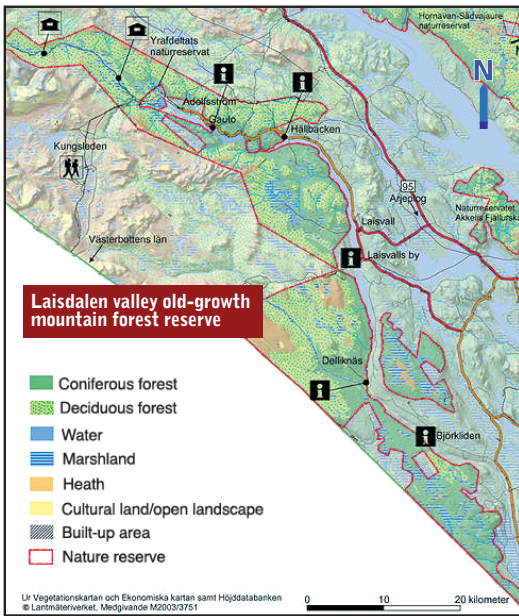 Hornavan-Sädvajaure
naturreservat
Yrafdeltats
naturreservat
N
Adolfsström
Gauto
Hällbacken
Kungsleden
95
Arjeplog
Naturreservatet
Akkelis Fjällurskog
Laisvall
Västerbottens län
Laisvalls by
Laisdalen valley old-growth
mountain forest reserve
Delliknäs
Coniferous forest
Deciduous forest
Water
Marshland
Heath
Cultural land/open landscape
Built-up area
Nature reserve
Björkliden
Ur Vegetationskartan och Ekonomiska kartan samt Höjddatabanken
© Lantmäteriverket, Medgivande M2003/3751
0 10 20 kilometer